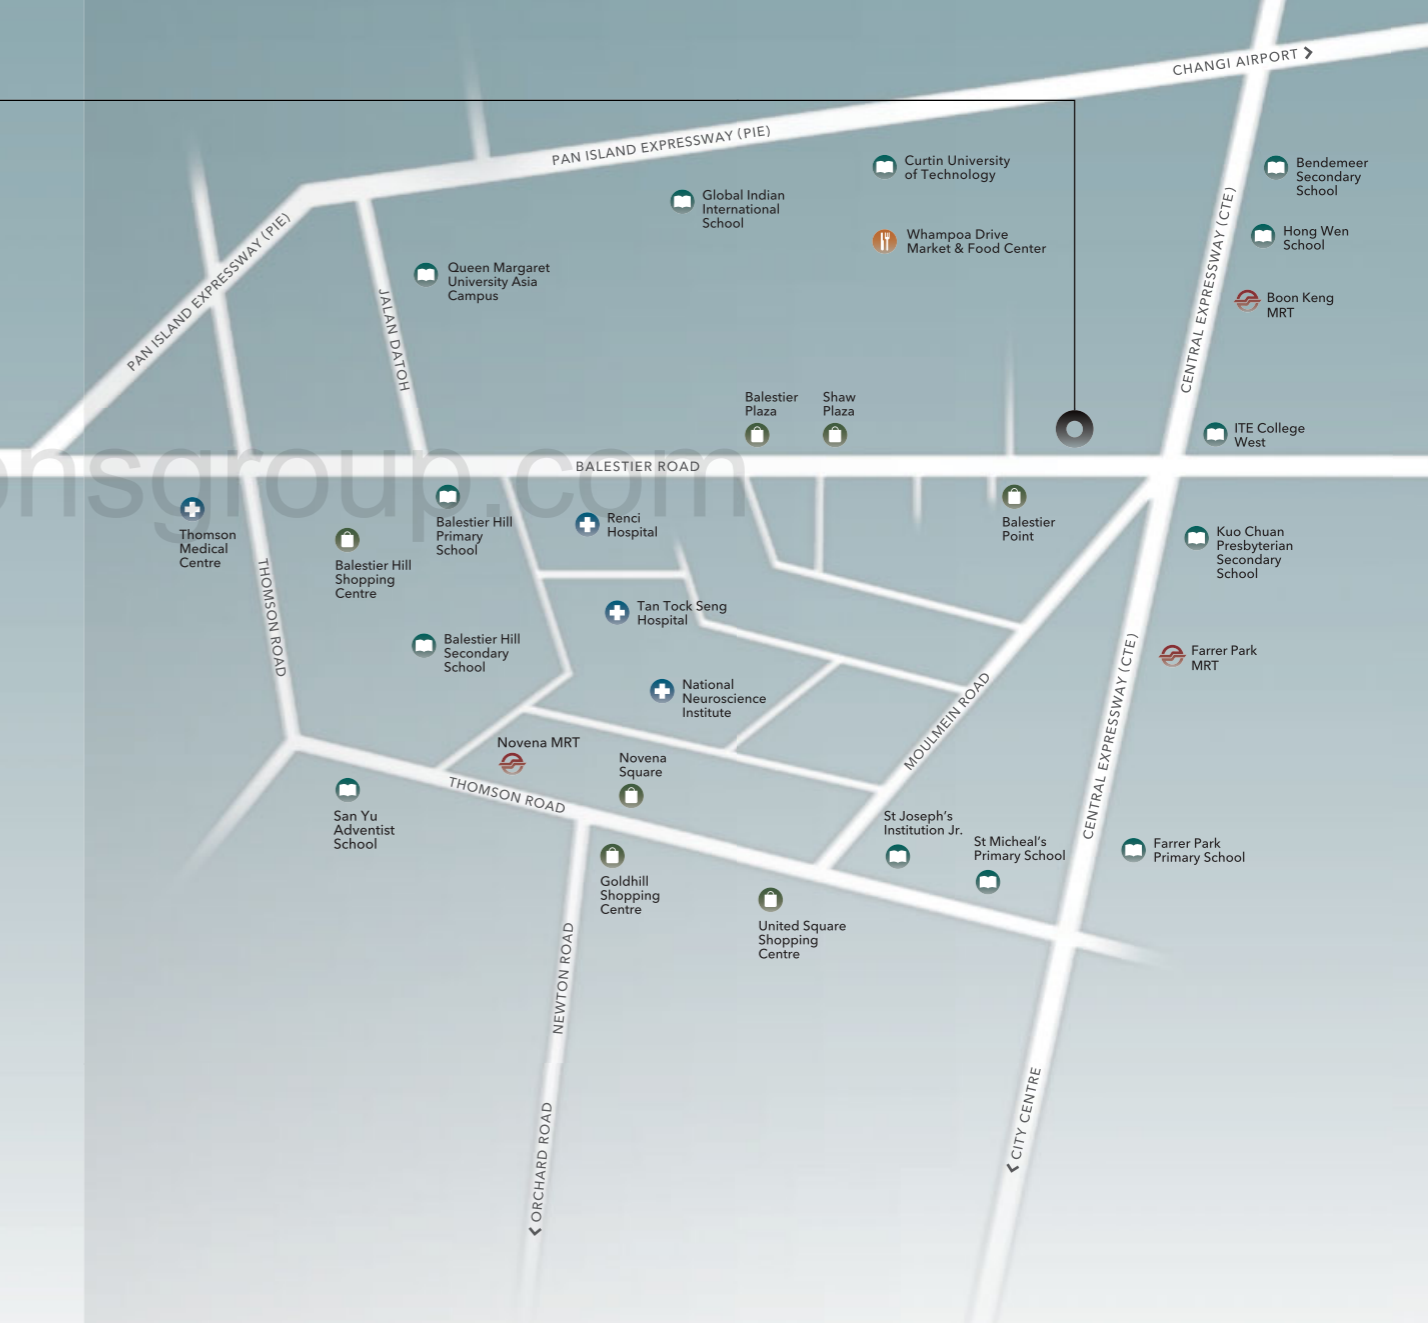 CHANGI AIRPORT
PAN ISLAND EXPRESSWAY (PIE)
Curtin University
of Technology
Bendemeer
Secondary
School
Global Indian
International
School
PAN ISLAND EXPRESSWAY (PIE)
Whampoa Drive
Market & Food Center
Hong Wen
School
CENTRAL EXPRESSWAY (CTE)
Queen Margaret
University Asia
Campus
JALAN DATOH
Boon Keng
MRT
Balestier
Plaza
Shaw
Plaza
ITE College
West
BALESTIER ROAD
onsgroup.com
Thomson
Medical
Centre
Balestier Hill
Shopping
Centre
Balestier Hill
Primary
School
Renci
Hospital
Balestier
Point
Kuo Chuan
Presbyterian
Secondary
School
THOMSON ROAD
Tan Tock Seng
Hospital
Balestier Hill
Secondary
School
National
Neuroscience
Institute
Farrer Park
MRT
MOULMEIN ROAD
CENTRAL EXPRESSWAY (CTE)
Novena MRT
Novena
Square
THOMSON ROAD
San Yu
Adventist
School
St Joseph's
Institution Jr.
St Micheal's
Primary School
Farrer Park
Primary School
Goldhill
Shopping
Centre
United Square
Shopping
Centre
NEWTON ROAD
ORCHARD ROAD
CITY CENTRE